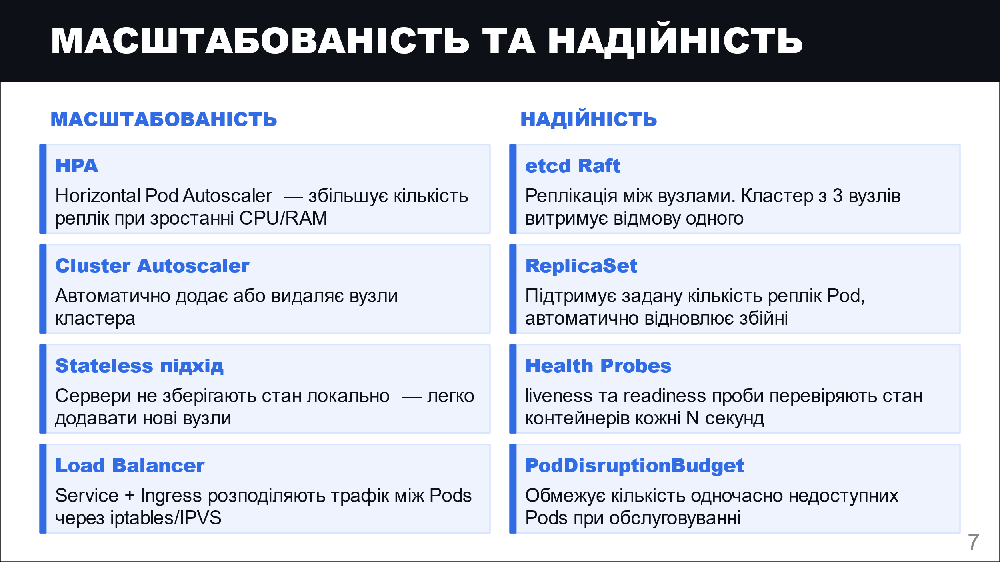 МАСШТАБОВАНІСТЬ ТА НАДІЙНІСТЬ
МАСШТАБОВАНІСТЬ
HPA
Horizontal Pod Autoscaler — збільшує кількість
реплік при зростанні CPU/RAM
Cluster Autoscaler
Автоматично додає або видаляє вузли
кластера
Stateless підхід
Сервери не зберігають стан локально — легко
додавати нові вузли
Load Balancer
Service + Ingress розподіляють трафік між Pods
через iptables/IPVS
НАДІЙНІСТЬ
etcd Raft
Реплікація між вузлами. Кластер з 3 вузлів
витримує відмову одного
ReplicaSet
Підтримує задану кількість реплік Pod,
автоматично відновлює збійні
Health Probes
liveness та readiness проби перевіряють стан
контейнерів кожні N секунд
PodDisruptionBudget
Обмежує кількість одночасно недоступних
Pods при обслуговуванні
7